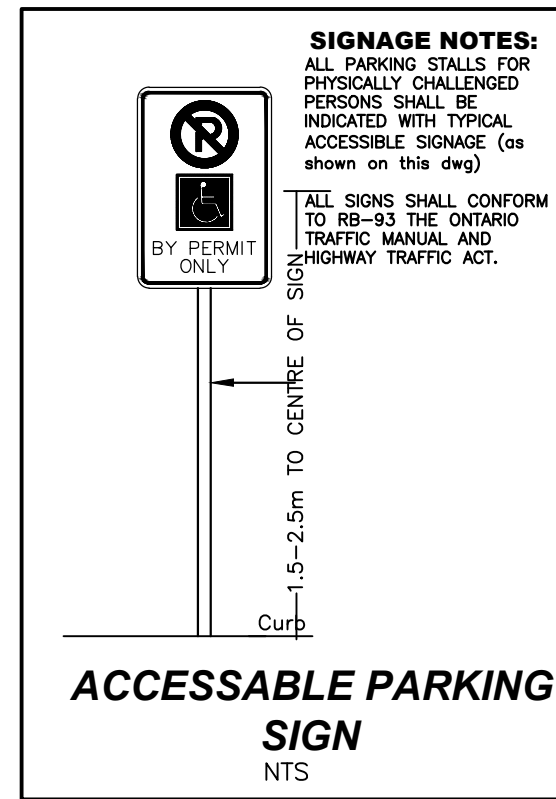 SIGNAGE NOTES:
ALL PARKING STALLS FOR
PHYSICALLY CHALLENGED
PERSONS SHALL BE
INDICATED WITH TYPICAL
ACCESSIBLE SIGNAGE (as
shown on this dwg)
ALL SIGNS SHALL CONFORM
TO RB-93 THE ONTARIO
TRAFFIC MANUAL AND
HIGHWAY TRAFFIC ACT.
P
BY PERMIT
ONLY
1.5-2.5m TO CENTRE OF SIGN
Curb
ACCESSABLE PARKING
SIGN
NTS